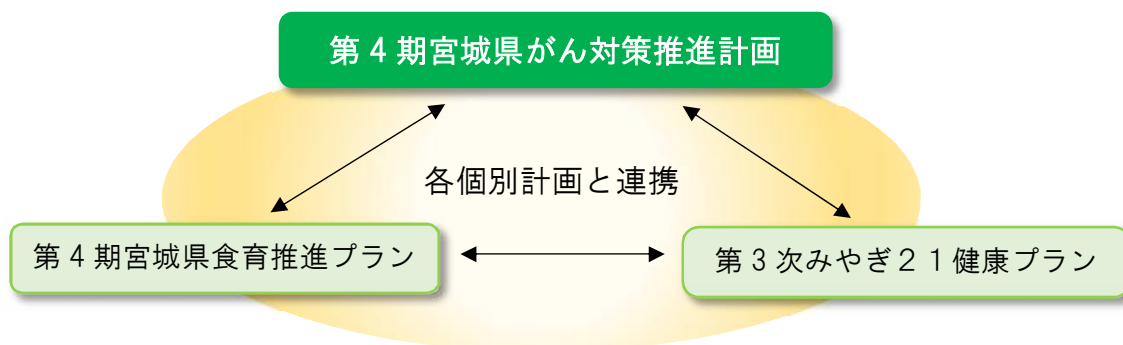 第4期宮城県がん対策推進計画
各個別計画と連携
第4期宮城県食育推進プラン
第3次みやぎ21健康プラン